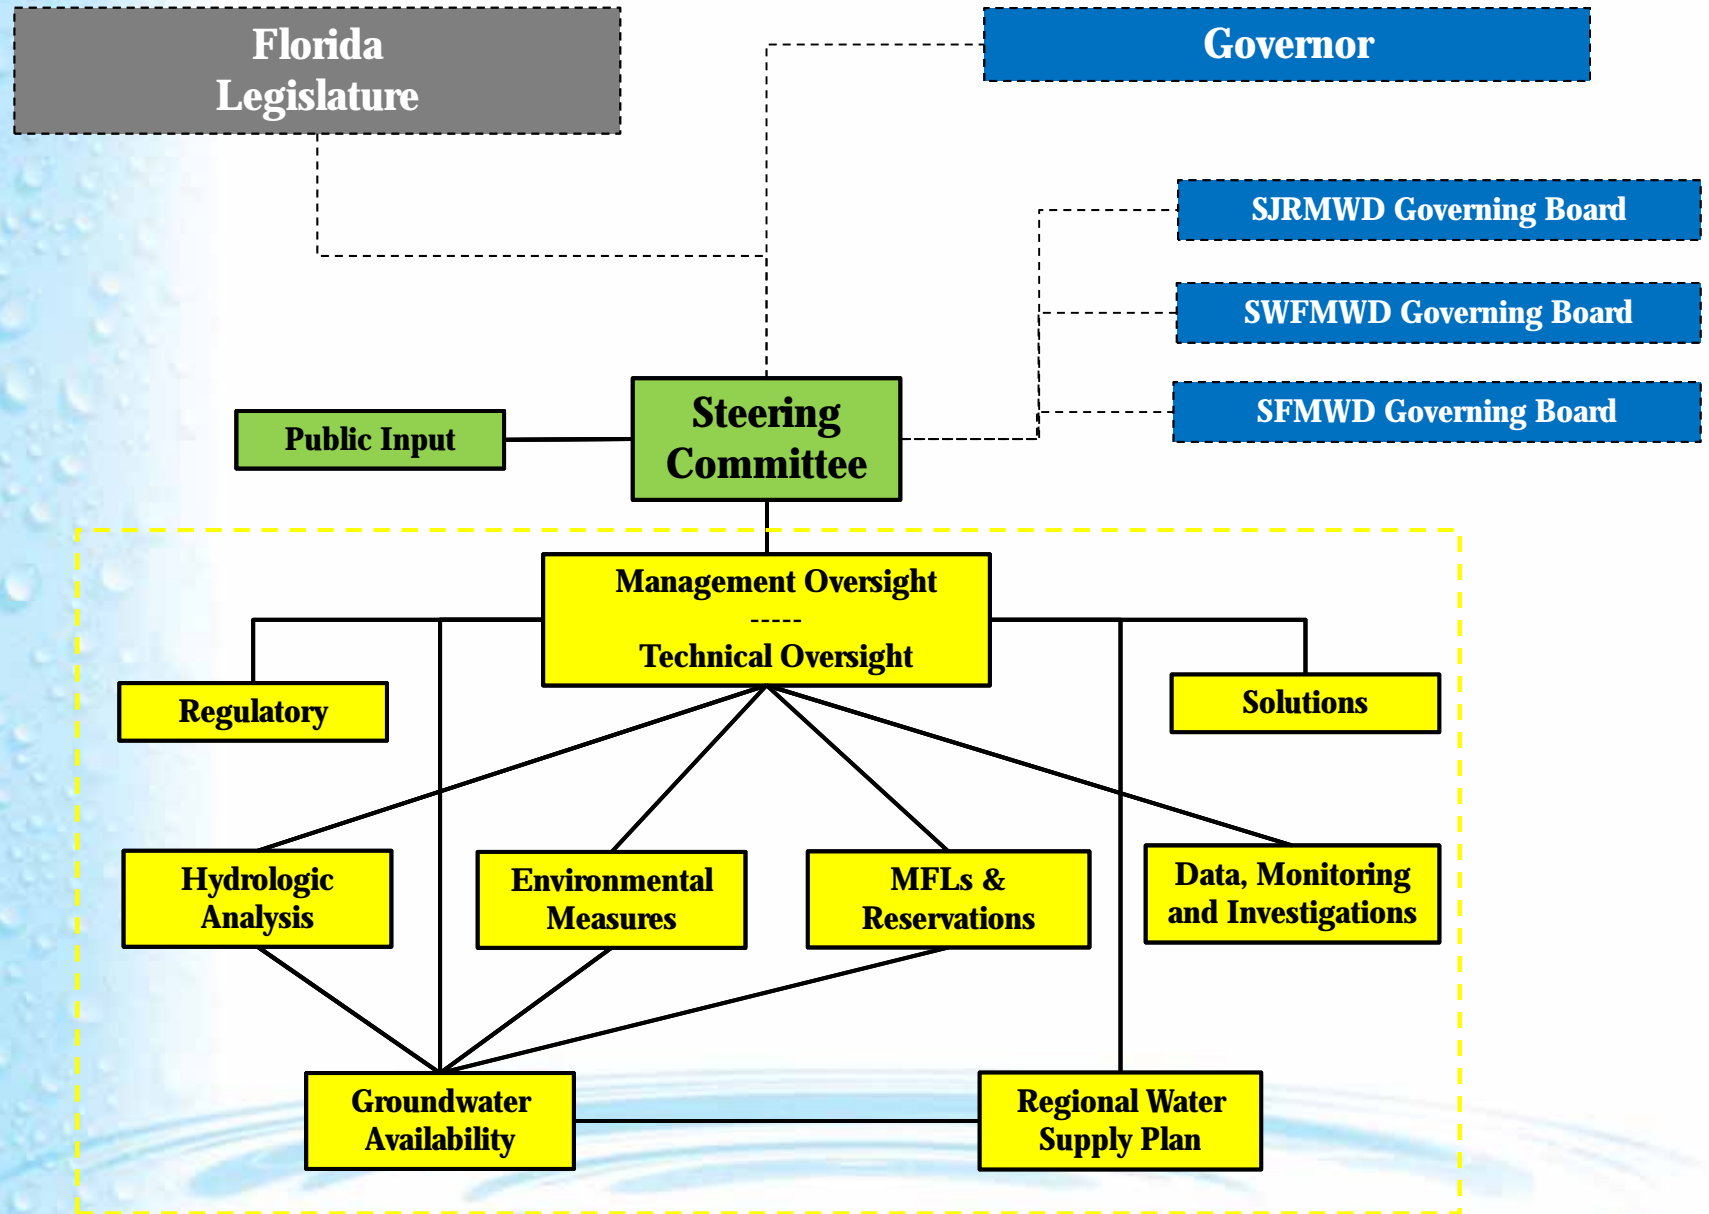 Florida
Legislature
Governor
SJRMWD Governing Board
SWFMWD Governing Board
SFMWD Governing Board
Steering
Committee
Public Input
Management Oversight
-----
Technical Oversight
Regulatory
Solutions
Hydrologic
Analysis
Environmental
Measures
MFLs &
Reservations
Data, Monitoring
and Investigations
Groundwater
Availability
Regional Water
Supply Plan